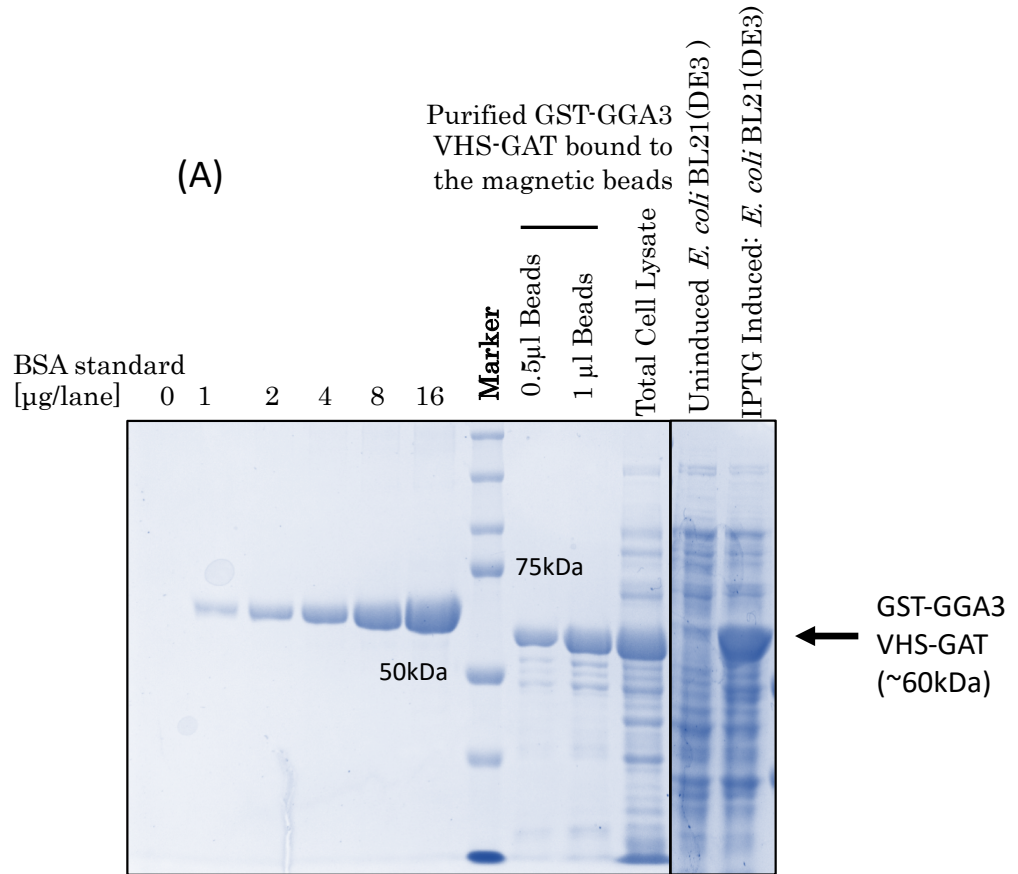 (A)
Purified GST-GGA3
VHS-GAT bound to
the magnetic beads
BSA standard
[µg/lane] 0 1 2 4 8 16
Marker
0.5µl Beads
1 µl Beads
Total Cell Lysate
Uninduced E. coli BL21(DE3 )
IPTG Induced: E. coli BL21(DE3)
75kDa
50kDa
GST-GGA3
VHS-GAT
(~60kDa)